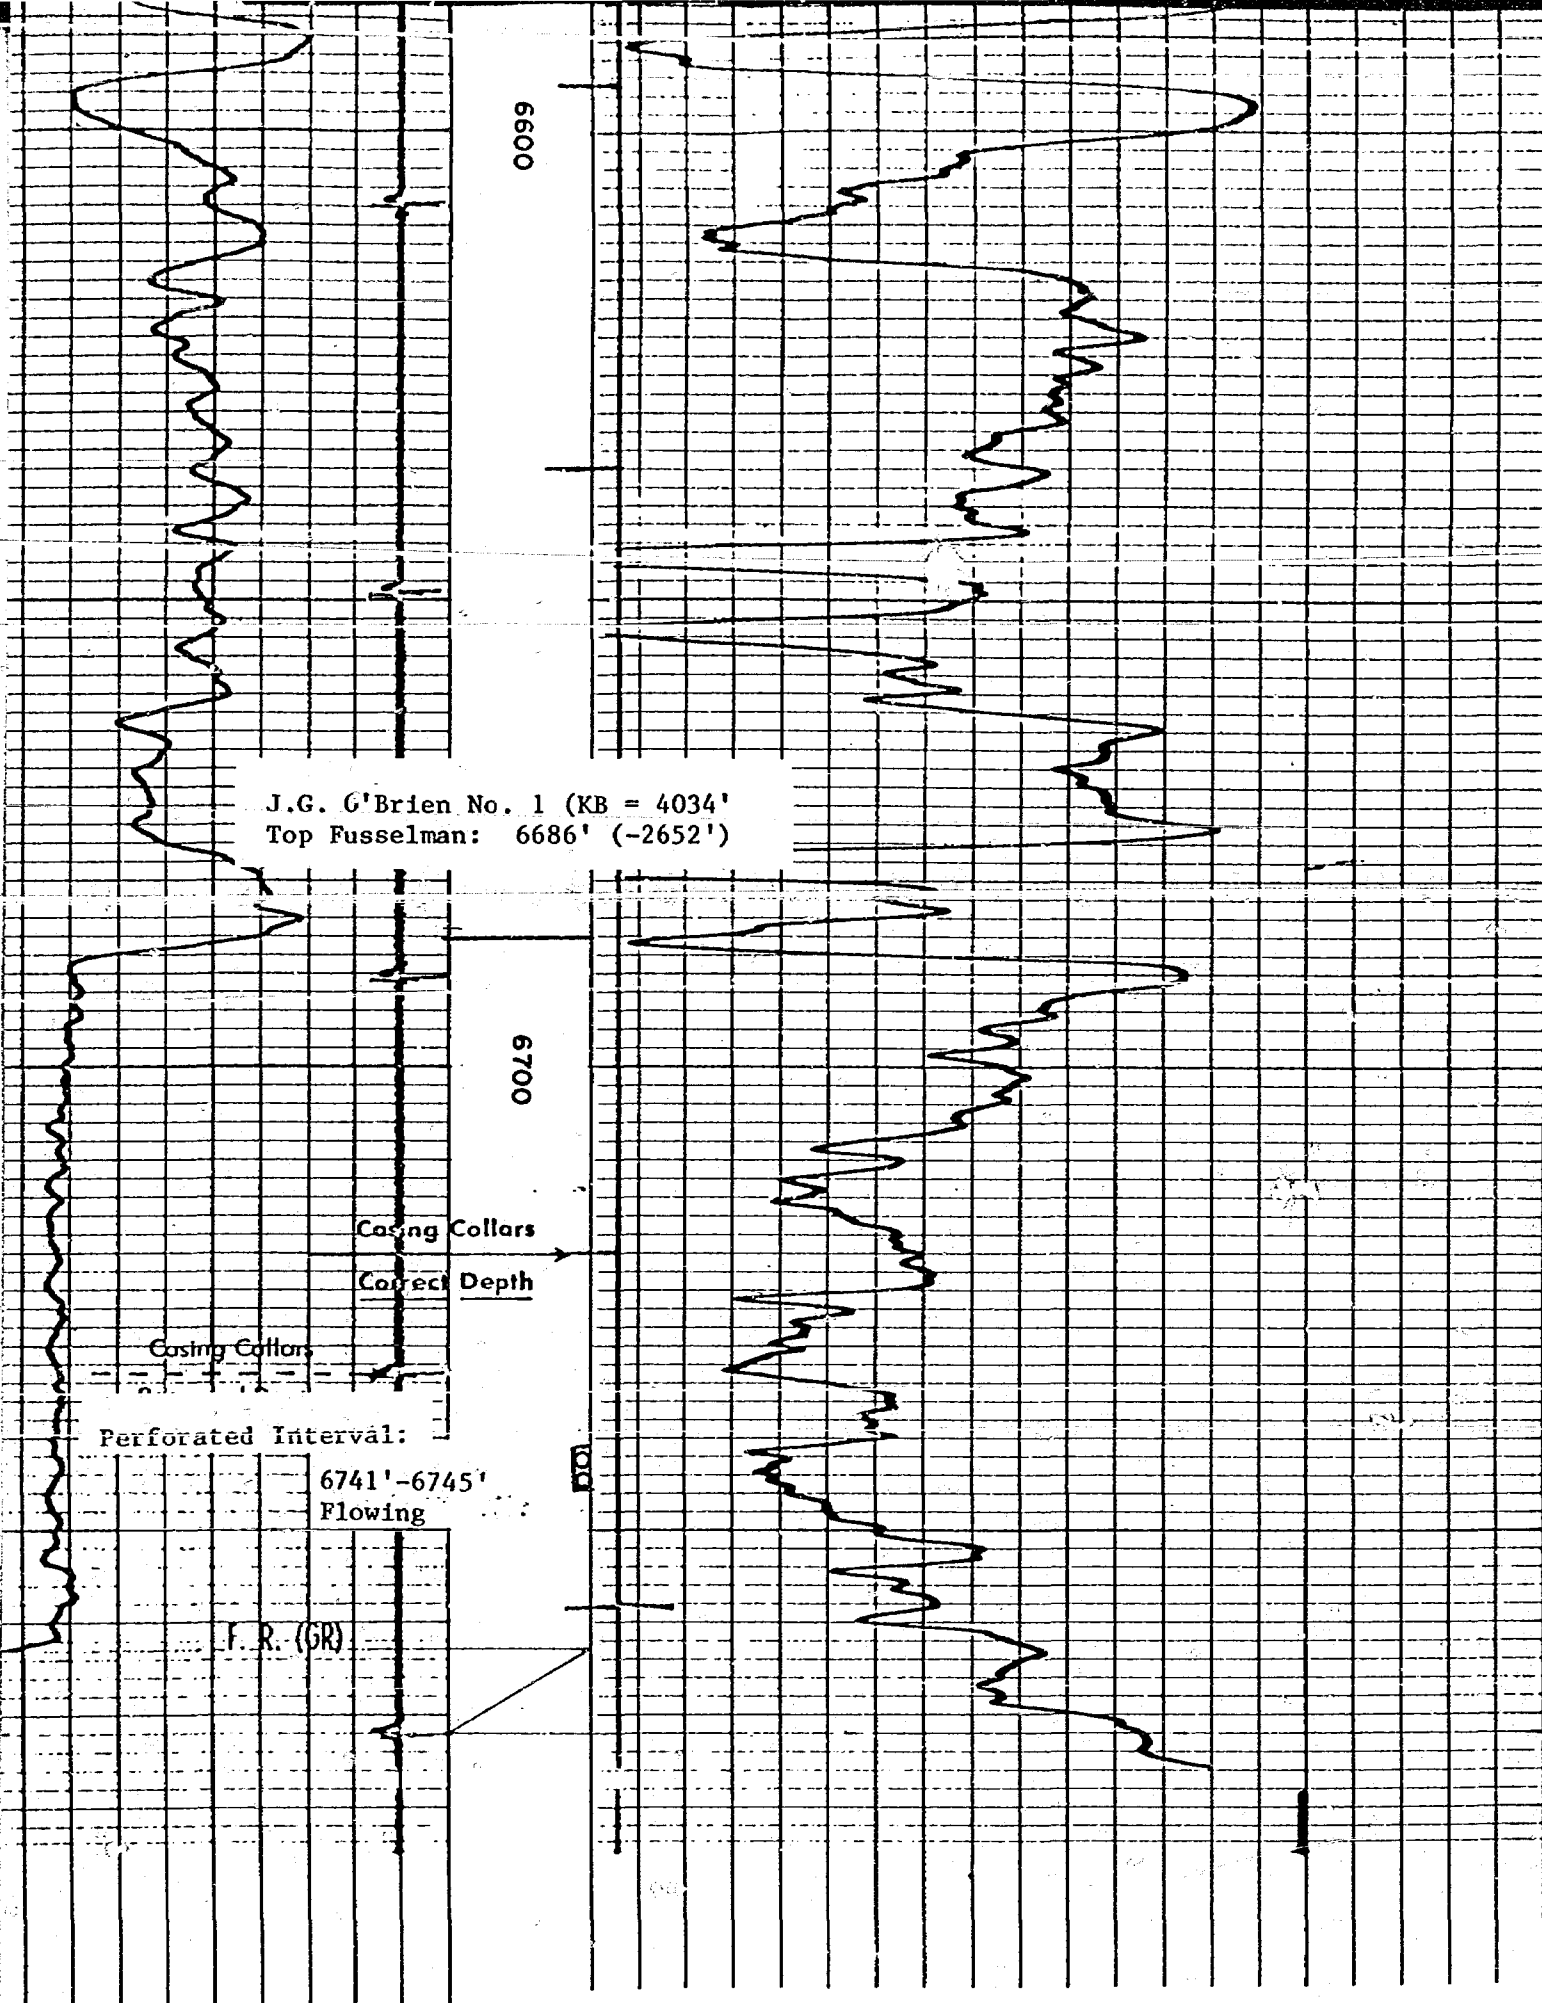 6600
J.G. O'Brien No. 1 (KB = 4034'
Top Fusselman: 6686' (-2652')
6700
Casing Collars
Correct Depth
Casing Collars
Perforated Interval:
6741'-6745'
Flowing
F. R. (GR)